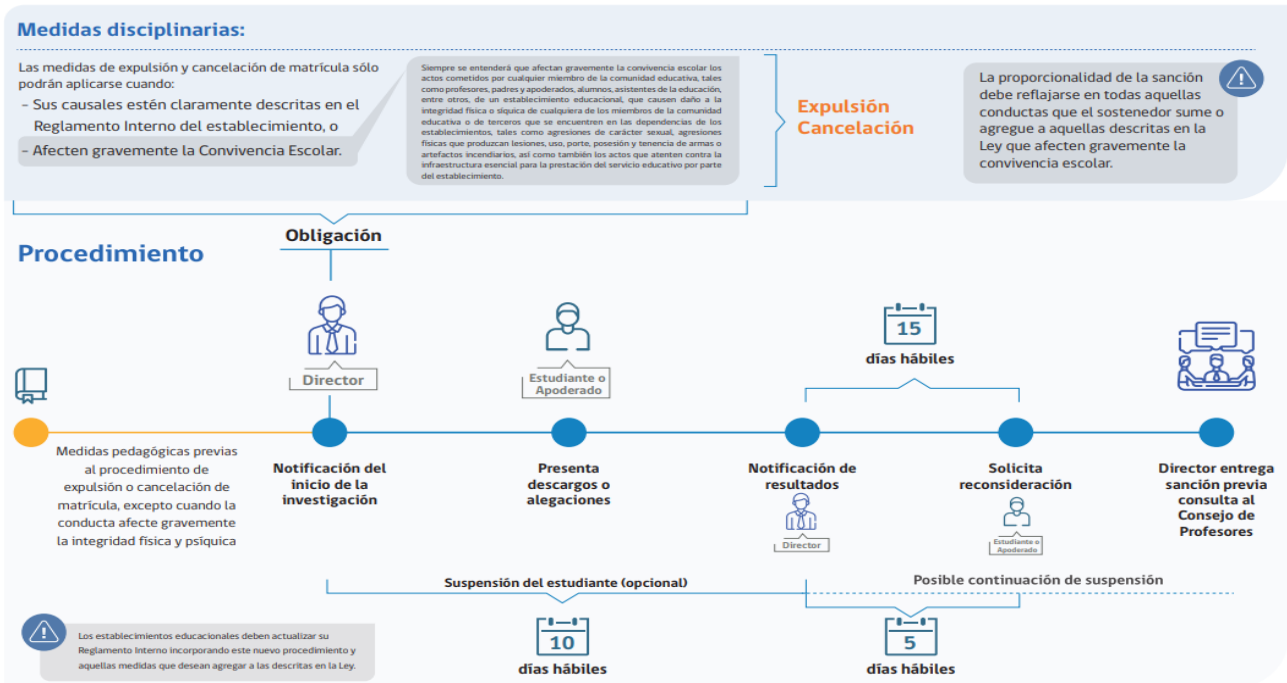 Medidas disciplinarias:
Las medidas de expulsión y cancelación de matrícula sólo
podrán aplicarse cuando:
- Sus causales estén claramente descritas en el
Reglamento Interno del establecimiento, o
- Afecten gravemente la Convivencia Escolar.
Siempre se entenderá que afectan gravemente la convivencia escolar los
actos cometidos por cualquier miembro de la comunidad educativa, tales
como profesores, padres y apoderados, alumnos, asistentes de la educación,
entre otros, de un establecimiento educacional, que causen daño a la
integridad física o síquica de cualquiera de los miembros de la comunidad
educativa o de terceros que se encuentren en las dependencias de los
establecimientos, tales como agresiones de carácter sexual, agresiones
físicas que produzcan lesiones, uso, porte, posesión y tenencia de armas o
artefactos incendiarios, así como también los actos que atenten contra la
infraestructura esencial para la prestación del servicio educativo por parte
del establecimiento.
Expulsión
Cancelación
La proporcionalidad de la sanción
debe reflajarse en todas aquellas
conductas que el sostenedor sume o
agregue a aquellas descritas en la
Ley que afecten gravemente la
convivencia escolar.
Procedimiento
Obligación
Director
Estudiante o
Apoderado
15
días hábiles
Medidas pedagógicas previas
al procedimiento de
expulsión o cancelación de
matrícula, excepto cuando la
conducta afecte gravemente
la integridad física y psíquica
Notificación del
inicio de la
investigación
Presenta
descargos o
alegaciones
Notificación de
resultados
Director
Solicita
reconsideración
Estudiante o
Apoderado
Director entrega
sanción previa
consulta al
Consejo de
Profesores
Suspensión del estudiante (opcional)
Posible continuación de suspensión
10
días hábiles
5
días hábiles
Los establecimientos educacionales deben actualizar su
Reglamento Interno incorporando este nuevo procedimiento y
aquellas medidas que desean agregar a las descritas en la Ley.